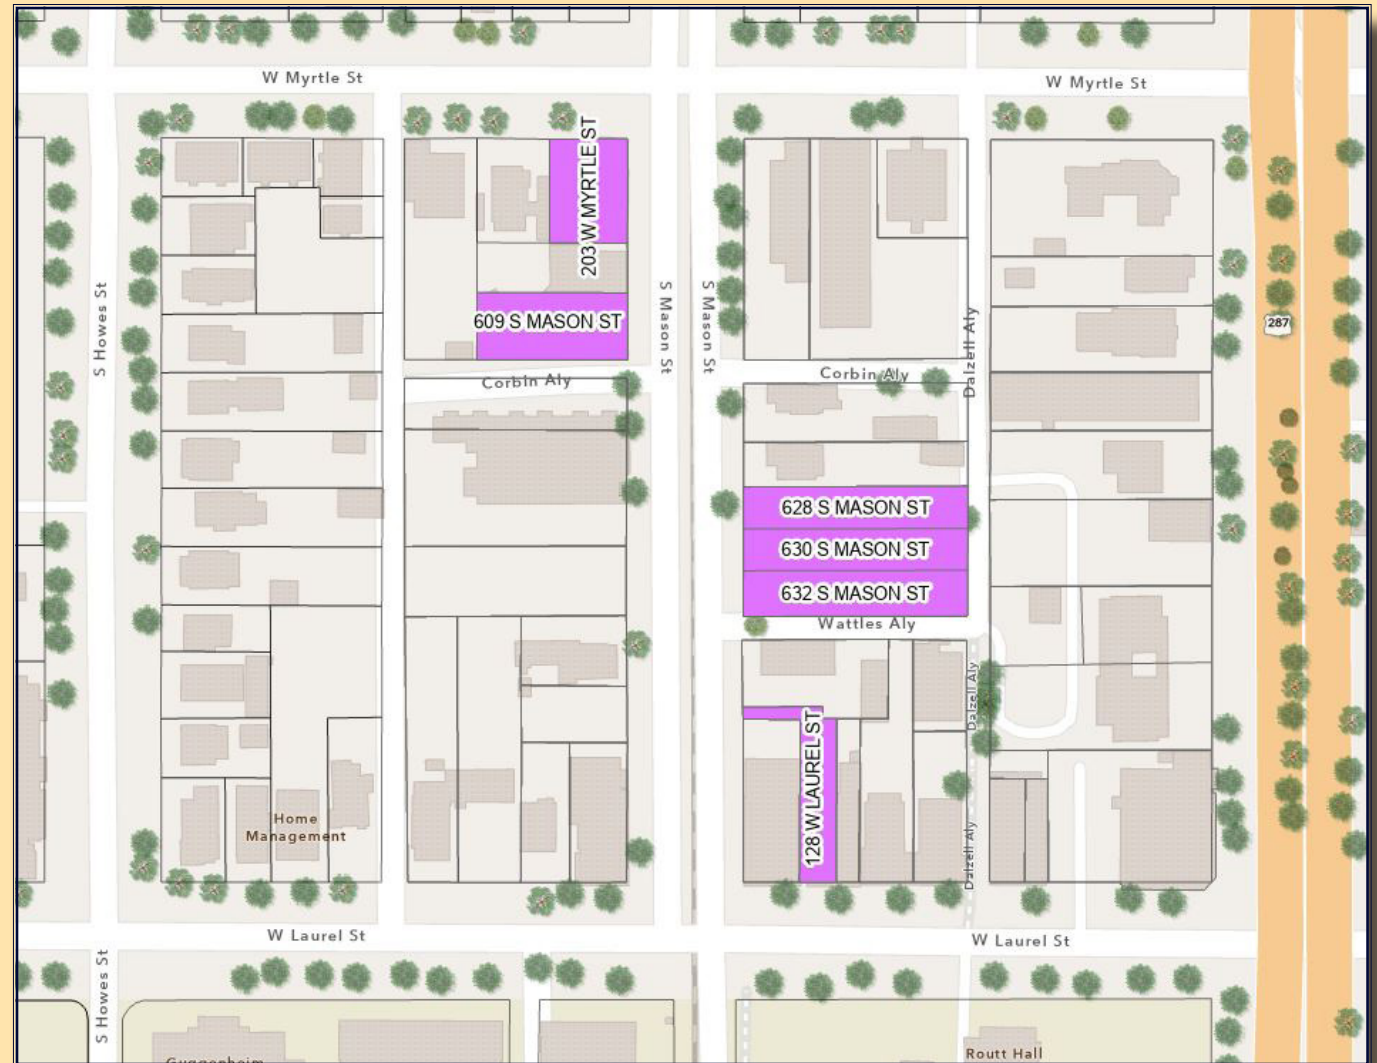 W Myrtle St
W Myrtle St
203 W MYRTLE ST
S Howes St
S Mason St
S Mason St
287
609 S MASON ST
Dalzell Aly
Corbin Aly
Corbin Aly
628 S MASON ST
630 S MASON ST
632 S MASON ST
Wattles Aly
Dalzell Aly
128 W LAUREL ST
Home
Management
Dalzell Aly
W Laurel St
W Laurel St
S Howes St
Guggenheim
Routt Hall